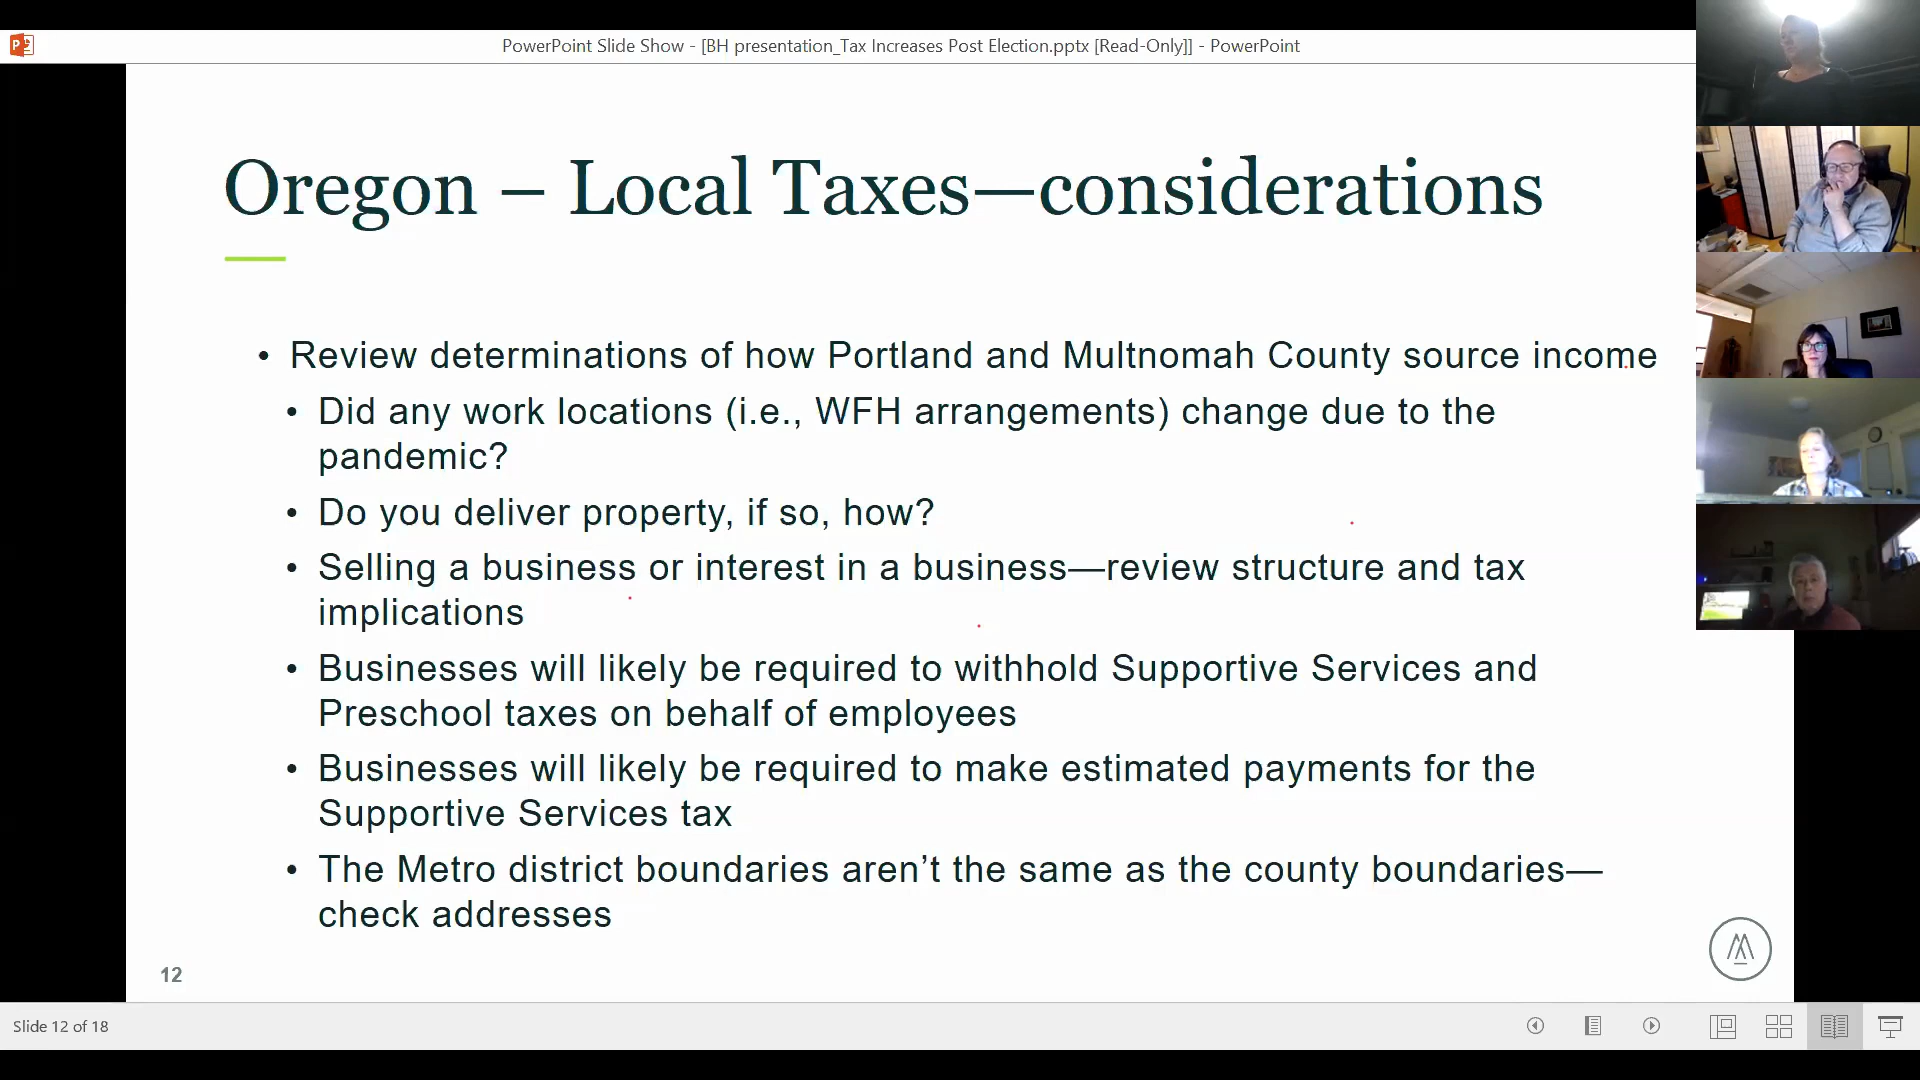 PowerPoint Slide Show - [BH presentation_Tax Increases Post Election.pptx [Read-Only]] - PowerPoint
Oregon – Local Taxes—considerations
• Review determinations of how Portland and Multnomah County source income
• Did any work locations (i.e., WFH arrangements) change due to the
pandemic?
• Do you deliver property, if so, how?
• Selling a business or interest in a business—review structure and tax
implications
• Businesses will likely be required to withhold Supportive Services and
Preschool taxes on behalf of employees
• Businesses will likely be required to make estimated payments for the
Supportive Services tax
• The Metro district boundaries aren’t the same as the county boundaries—
check addresses
12
Slide 12 of 18